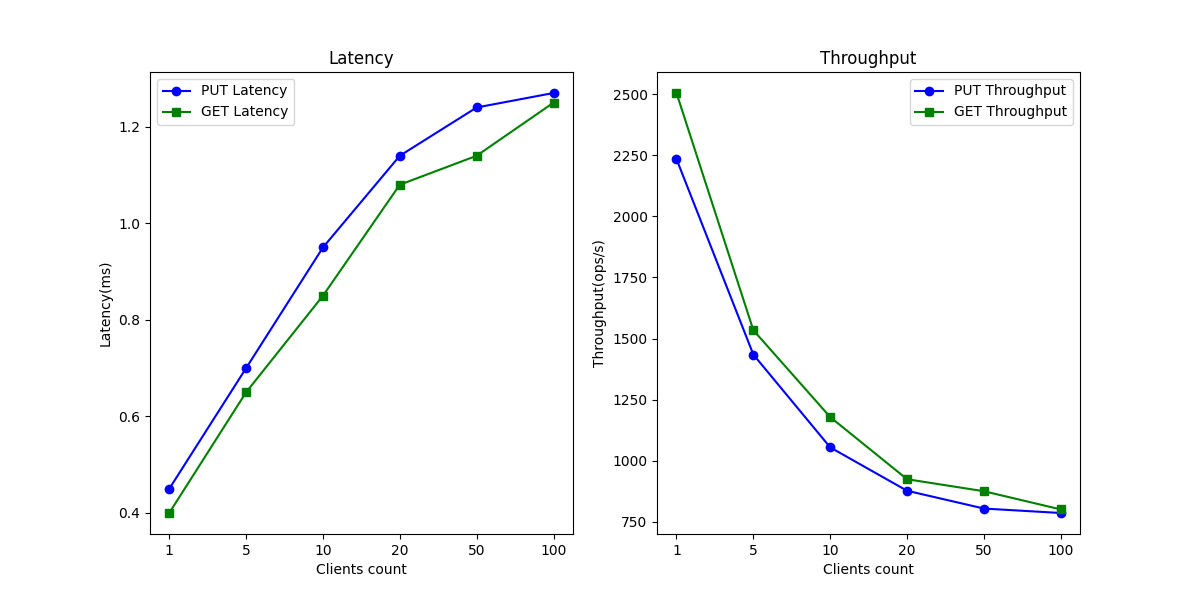 Latency
PUT Latency
GET Latency
Latency(ms)
1.2
1.0
0.8
0.6
0.4
1 5 10 20 50 100
Clients count
Throughput
PUT Throughput
GET Throughput
Throughput(ops/s)
2500
2250
2000
1750
1500
1250
1000
750
1 5 10 20 50 100
Clients count